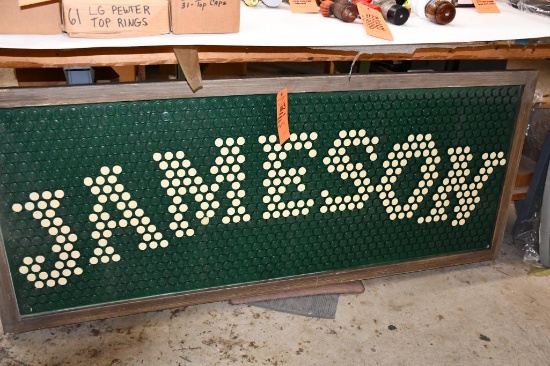 61 LG PEWTER
TOP RINGS
31-Top Caps
JAMESON